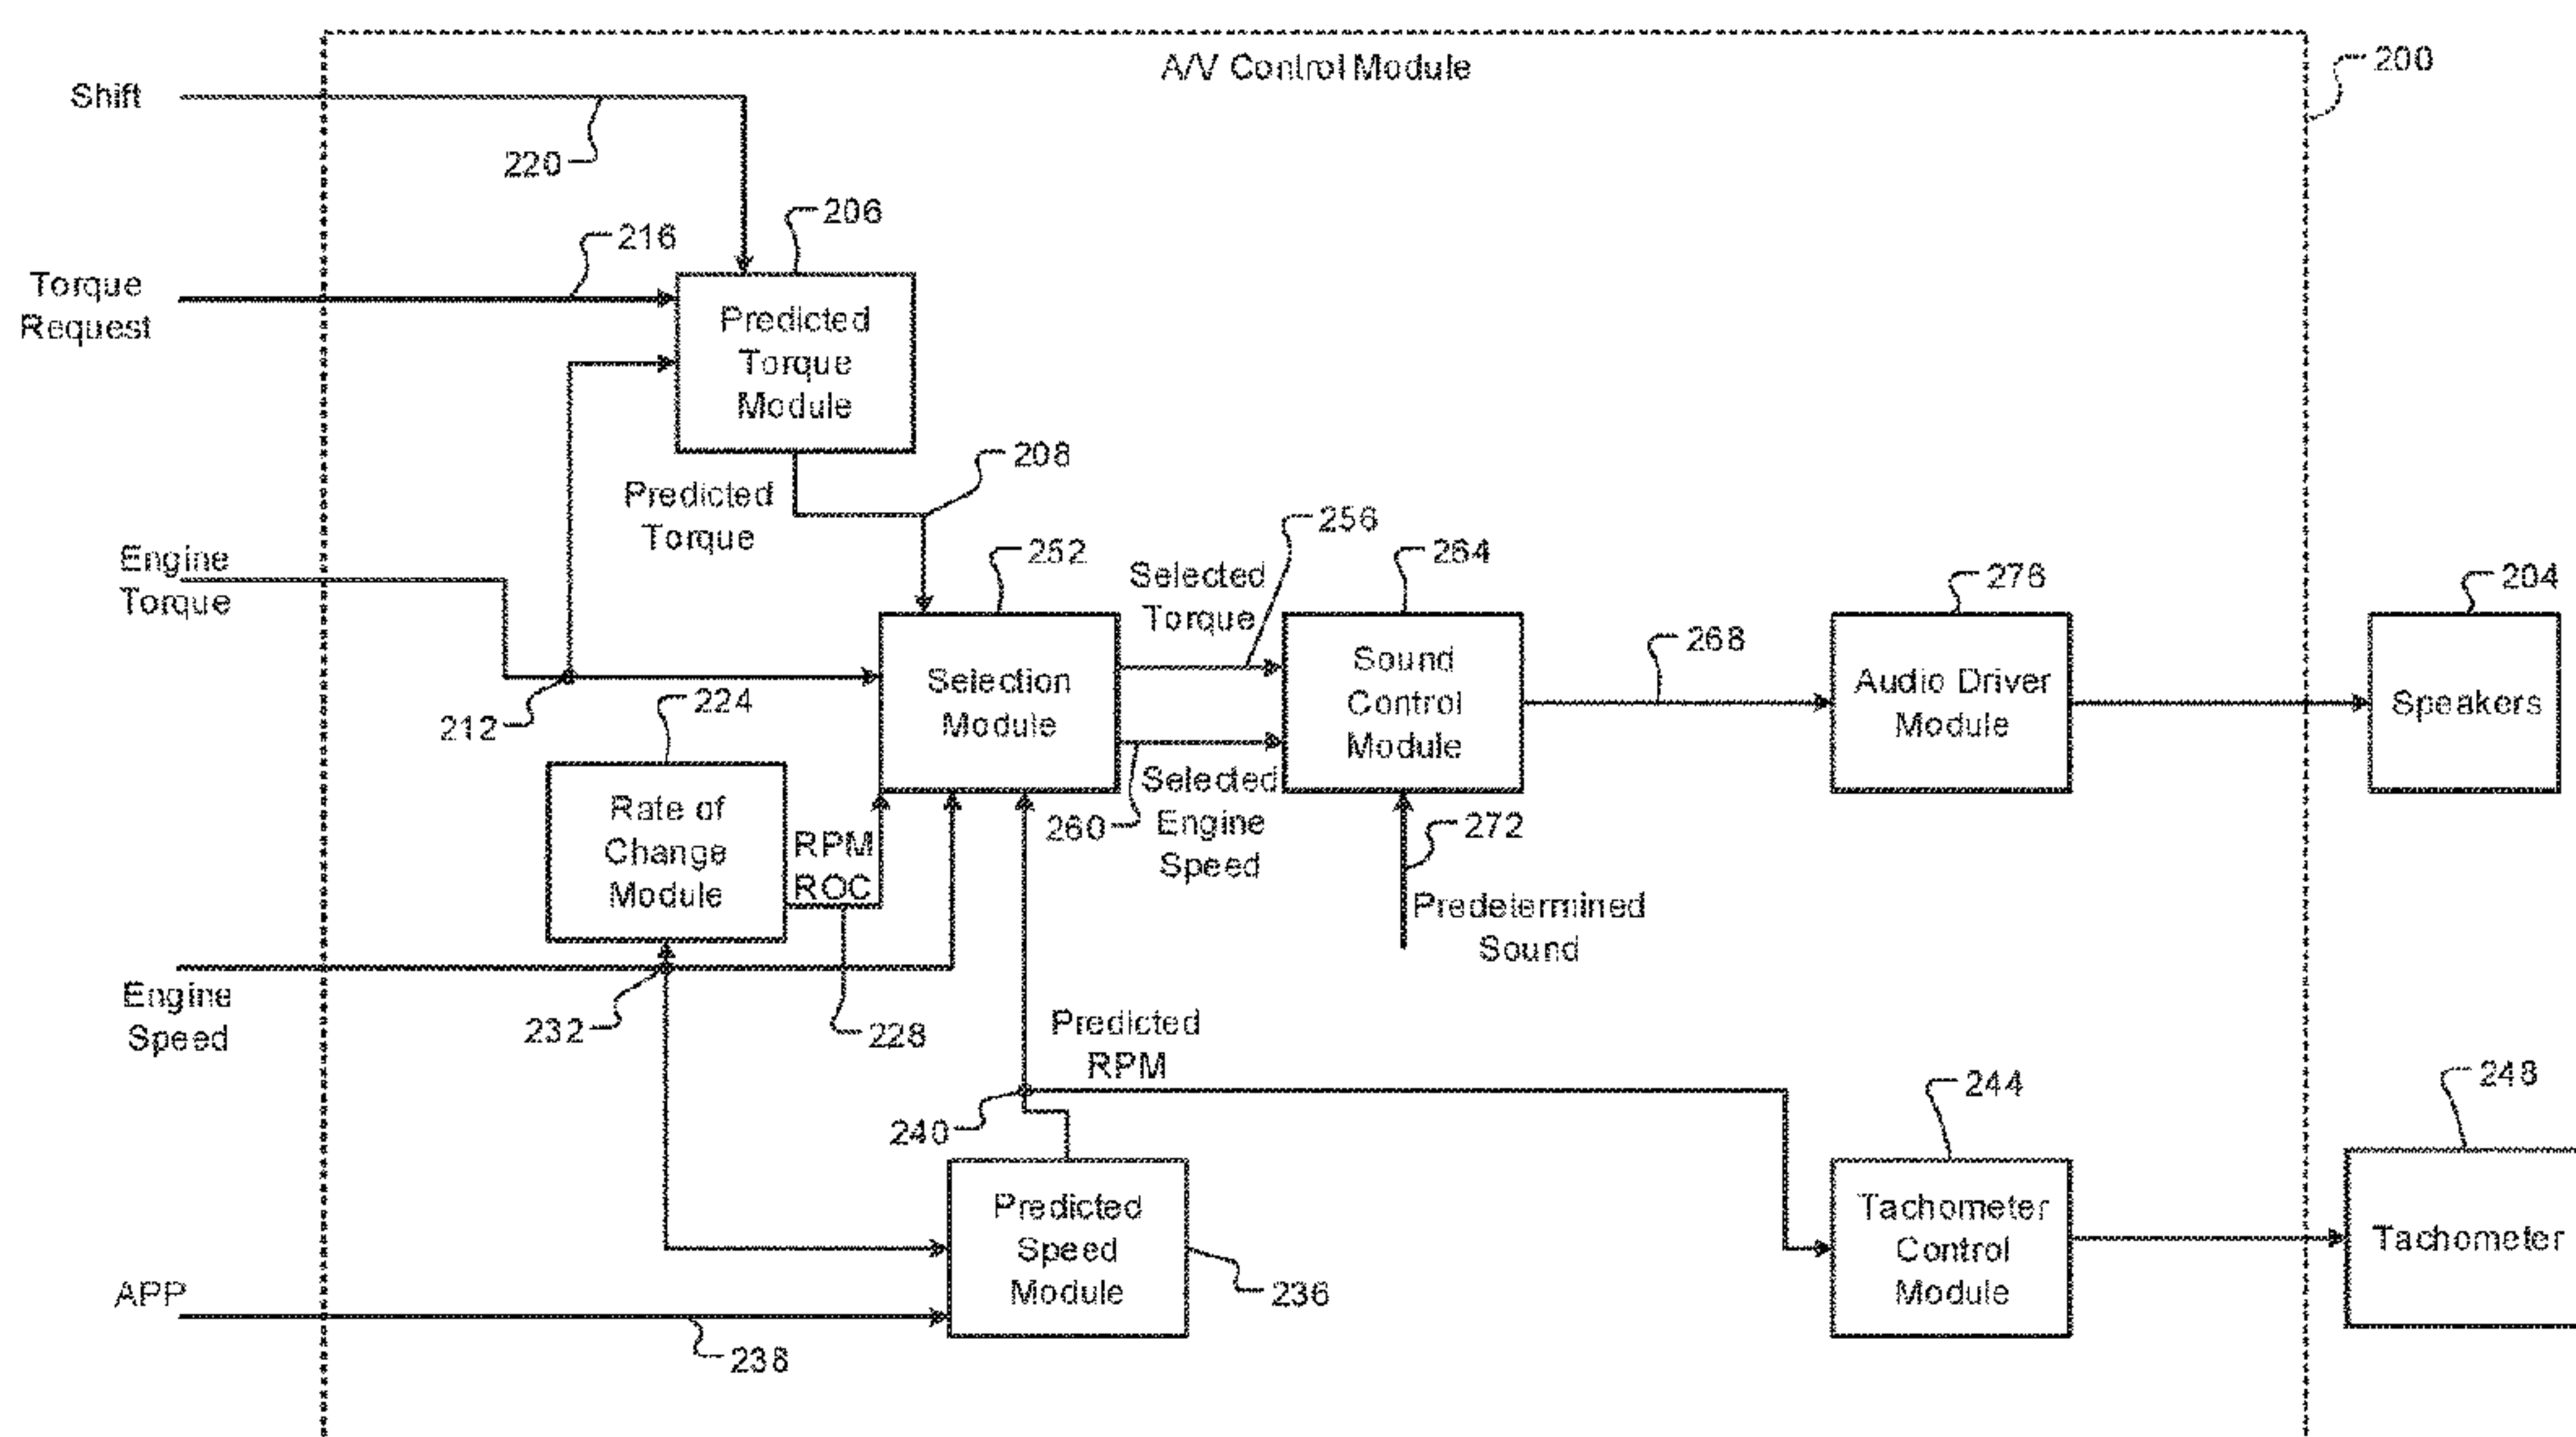 A/V Control Module
200
Shift
220
206
216
Torque
Request
Predicted
Torque
Module
208
Predicted
Torque
Engine
Torque
252
256
264
Selected
Torque
276
204
Selection
Module
Sound
Control
Module
268
Audio Driver
Module
Speakers
212
224
Rate of
Change
Module
RPM
ROC
260
Selected
Engine
Speed
272
Predetermined
Sound
Engine
Speed
232
228
Predicted
RPM
240
244
248
Predicted
Speed
Module
236
Tachometer
Control
Module
Tachometer
APP
238